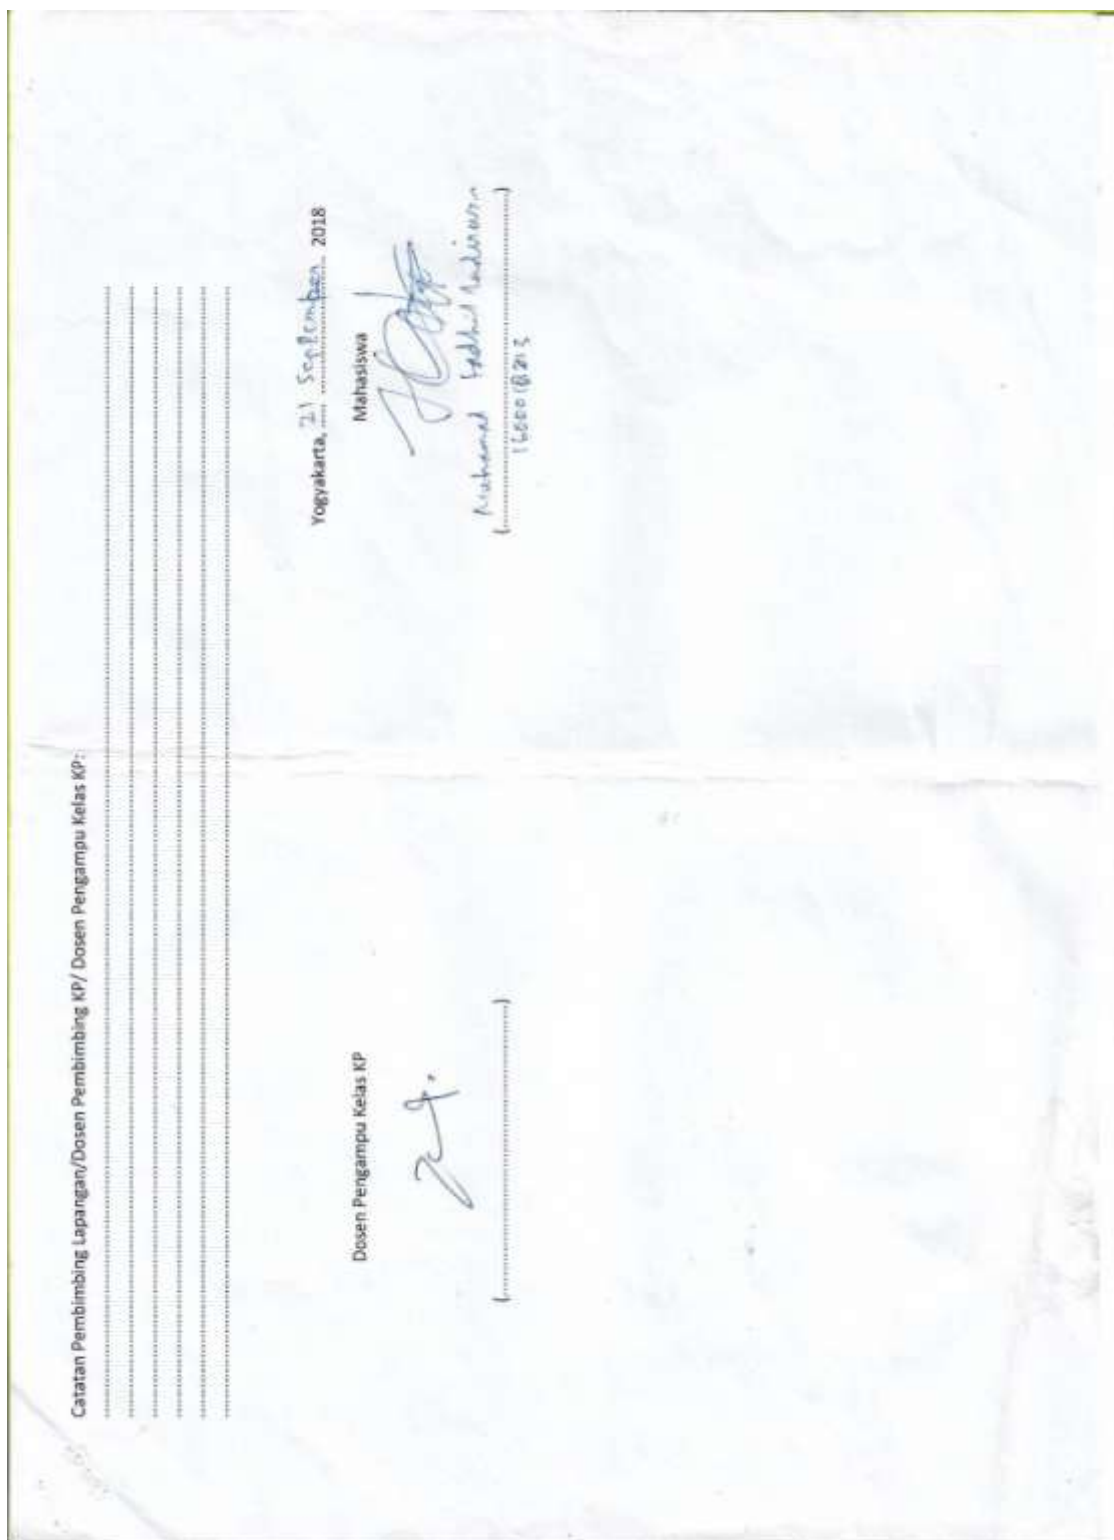 Catatan Pembimbing Lapangan/Dosen Pembimbing KP/ Dosen Pengampu Kelas KP:
Yogyakarta, 21 September 2018
Dosen Pengampu Kelas KP
Mahasiswa
(....................)
(....................)
1600018213